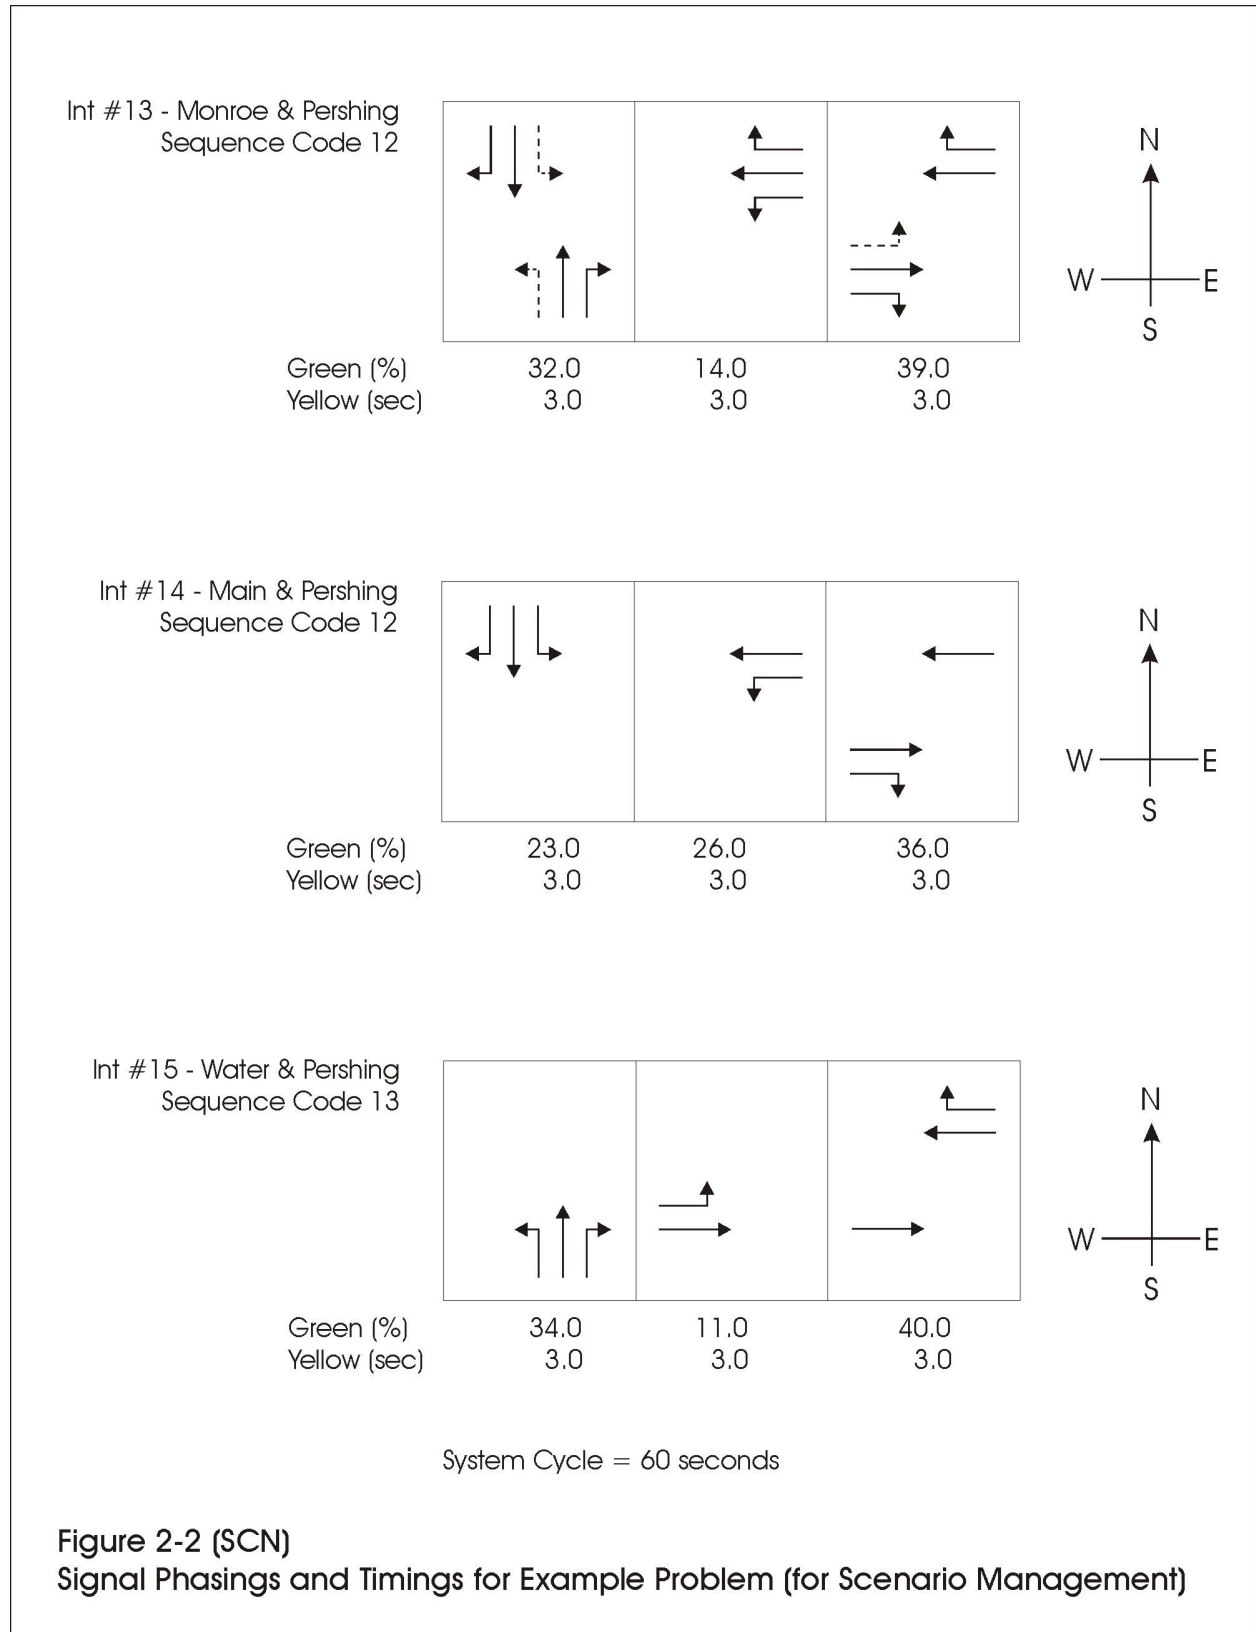 Int #13 - Monroe & Pershing
Sequence Code 12
N
W E
S
Green (%) 32.0 14.0 39.0
Yellow (sec) 3.0 3.0 3.0
Int #14 - Main & Pershing
Sequence Code 12
N
W E
S
Green (%) 23.0 26.0 36.0
Yellow (sec) 3.0 3.0 3.0
Int #15 - Water & Pershing
Sequence Code 13
N
W E
S
Green (%) 34.0 11.0 40.0
Yellow (sec) 3.0 3.0 3.0
System Cycle = 60 seconds
Figure 2-2 (SCN)
Signal Phasings and Timings for Example Problem (for Scenario Management)